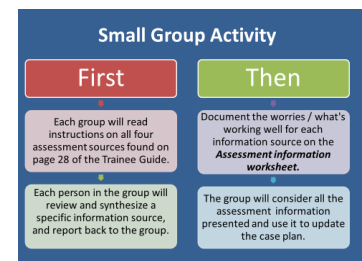 Small Group Activity
First
Each group will read
instructions on all four
assessment sources found on
page 28 of the Trainee Guide.
Each person in the group will
review and synthesize a
specific information source,
and report back to the group.
Then
Document the worries / what's
working well for each
information source on the
Assessment information
worksheet.
The group will consider all the
assessment information
presented and use it to update
the case plan.